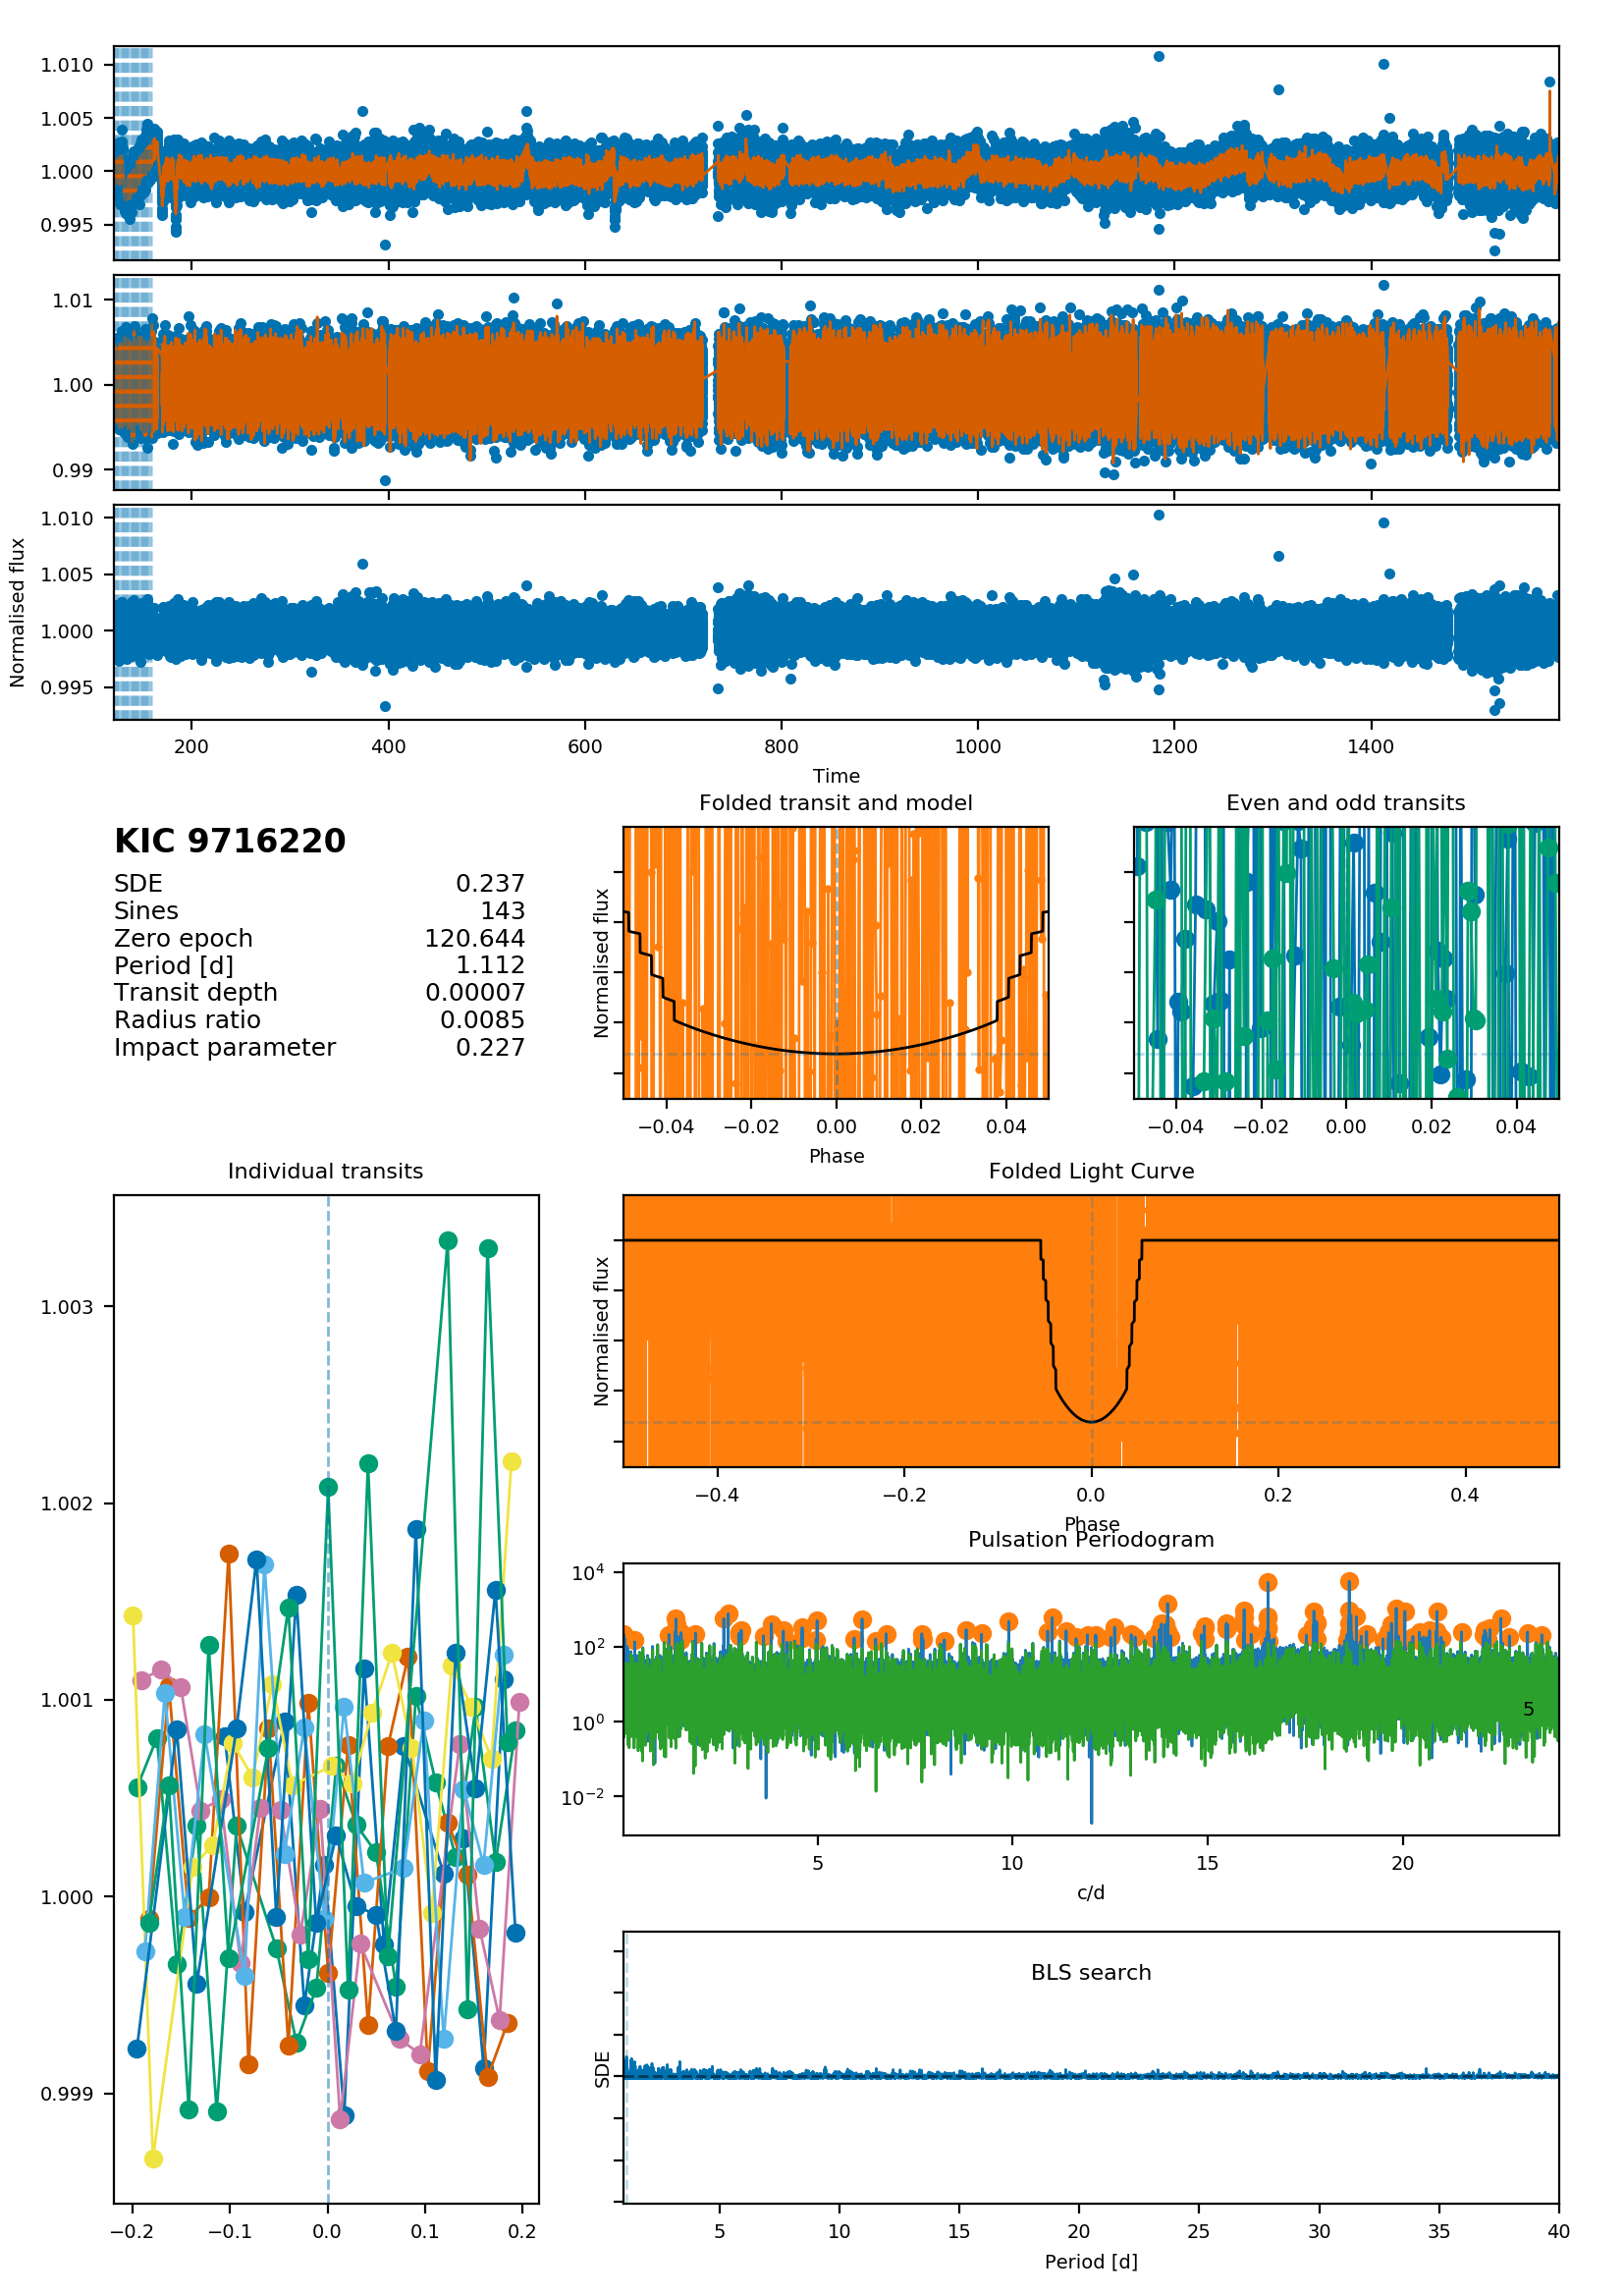 1.010
1.005
1.000
0.995
1.01
1.00
0.99
1.010
1.005
1.000
0.995
Normalised flux
200 400 600 800 1000 1200 1400
Time
KIC 9716220
SDE 0.237
Sines 143
Zero epoch 120.644
Period [d] 1.112
Transit depth 0.00007
Radius ratio 0.0085
Impact parameter 0.227
Folded transit and model
Normalised flux
−0.04 −0.02 0.00 0.02 0.04
Phase
Even and odd transits
−0.04 −0.02 0.00 0.02 0.04
Individual transits
1.003
1.002
1.001
1.000
0.999
−0.2 −0.1 0.0 0.1 0.2
Folded Light Curve
Normalised flux
−0.4 −0.2 0.0 0.2 0.4
Phase
Pulsation Periodogram
10⁴
10²
10⁰
10⁻²
5
5 10 15 20
c/d
BLS search
SDE
5 10 15 20 25 30 35 40
Period [d]